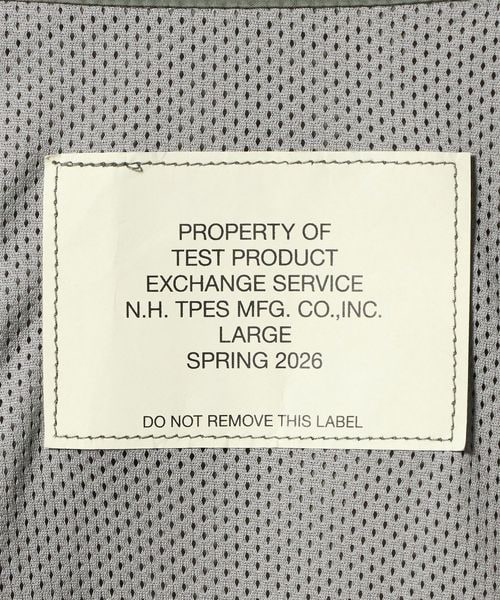 PROPERTY OF
TEST PRODUCT
EXCHANGE SERVICE
N.H. TPES MFG. CO.,INC.
LARGE
SPRING 2026
DO NOT REMOVE THIS LABEL